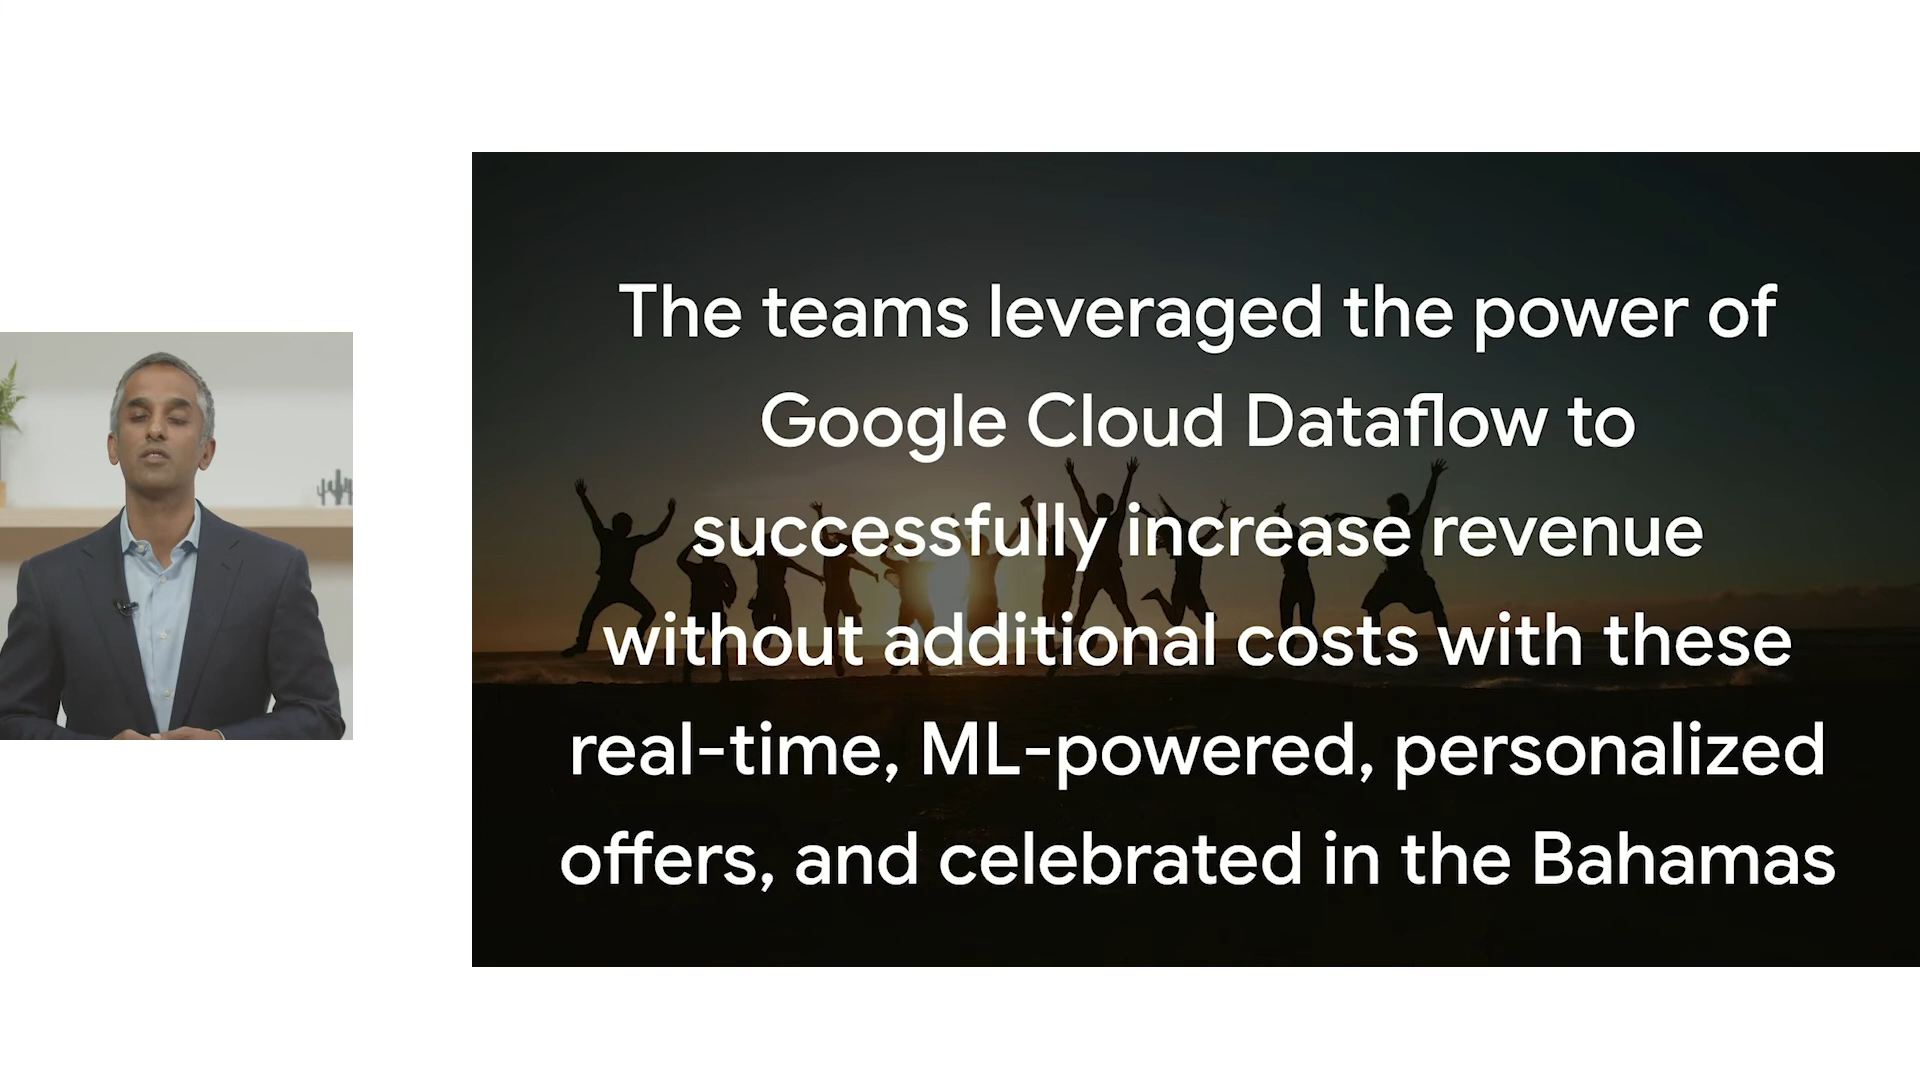 The teams leveraged the power of
Google Cloud Dataflow to
successfully increase revenue
without additional costs with these
real-time, ML-powered, personalized
offers, and celebrated in the Bahamas